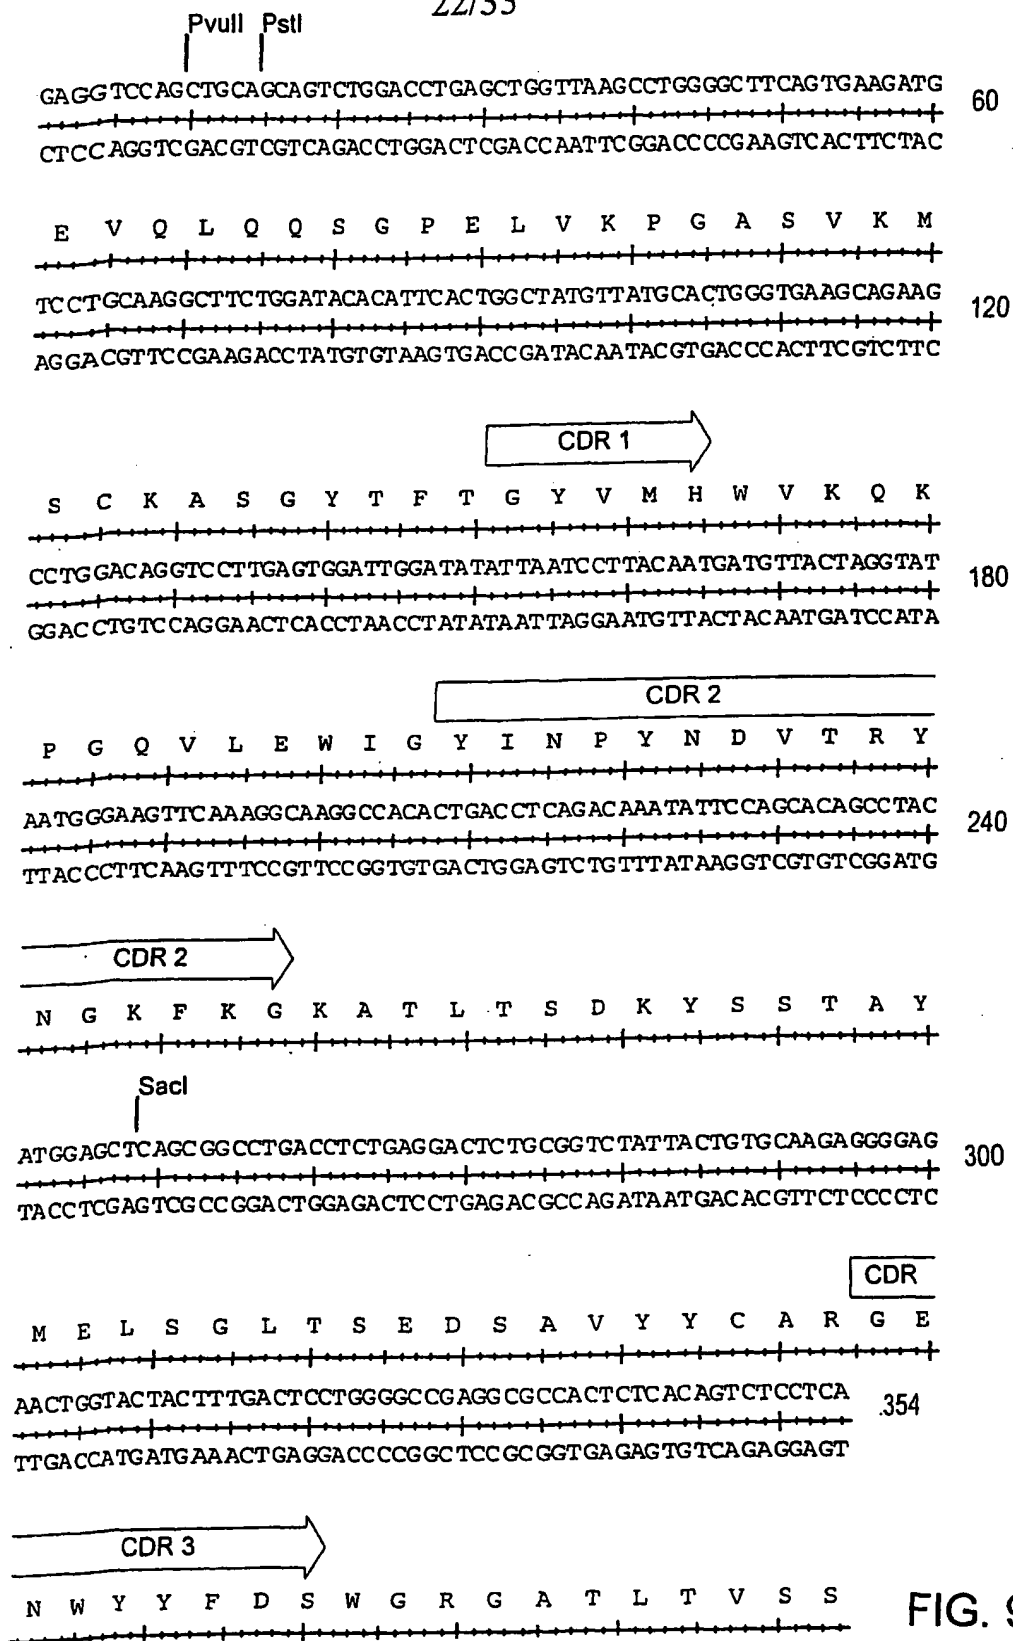 22/33
PvuII PstI
GAGGTCCAGCTGCAGCAGTCTGGACCTGAGCTGGTTAAGCCTGGGGCTTCAGTGAAGATG
60
CTCCAGGTCGACGTCGTCAGACCTGGACTCGACCAATTCGGACCCCGAAGTCACTTCTAC
E V Q L Q Q S G P E L V K P G A S V K M
TCCTGCAAGGCTTCTGGATACACATTCACTGGCTATGTTATGCACTGGGTGAAGCAGAAG
120
AGGACGTTCCGAAGACCTATGTGTAAGTGACCGATACAATACGTGACCCACTTCGTCTTC
CDR 1
S C K A S G Y T F T G Y V M H W V K Q K
CCTGGACAGGTCCTTGAGTGGATTGGATATATTAATCCTTACAATGATGTTACTAGGTAT
180
GGACCTGTCCAGGAACTCACCTAACCTATATAATTAGGAATGTTACTACAATGATCCATA
CDR 2
P G Q V L E W I G Y I N P Y N D V T R Y
AATGGGAAGTTCAAAGGCAAGGCCACACTGACCTCAGACAAATATTCCAGCACAGCCTAC
240
TTACCCTTCAAGTTTCCGTTCCGGTGTGACTGGAGTCTGTTTATAAGGTCGTGTCGGATG
CDR 2
N G K F K G K A T L T S D K Y S S T A Y
SacI
ATGGAGCTCAGCGGCCTGACCTCTGAGGACTCTGCGGTCTATTACTGTGCAAGAGGGGAG
300
TACCTCGAGTCGCCGGACTGGAGACTCCTGAGACGCCAGATAATGACACGTTCTCCCCTC
CDR
M E L S G L T S E D S A V Y Y C A R G E
AACTGGTACTACTTTGACTCCTGGGGCCGAGGCGCCACTCTCACAGTCTCCTCA
354
TTGACCATGATGAAACTGAGGACCCCGGCTCCGCGGTGAGAGTGTCAGAGGAGT
CDR 3
N W Y Y F D S W G R G A T L T V S S
FIG. 9